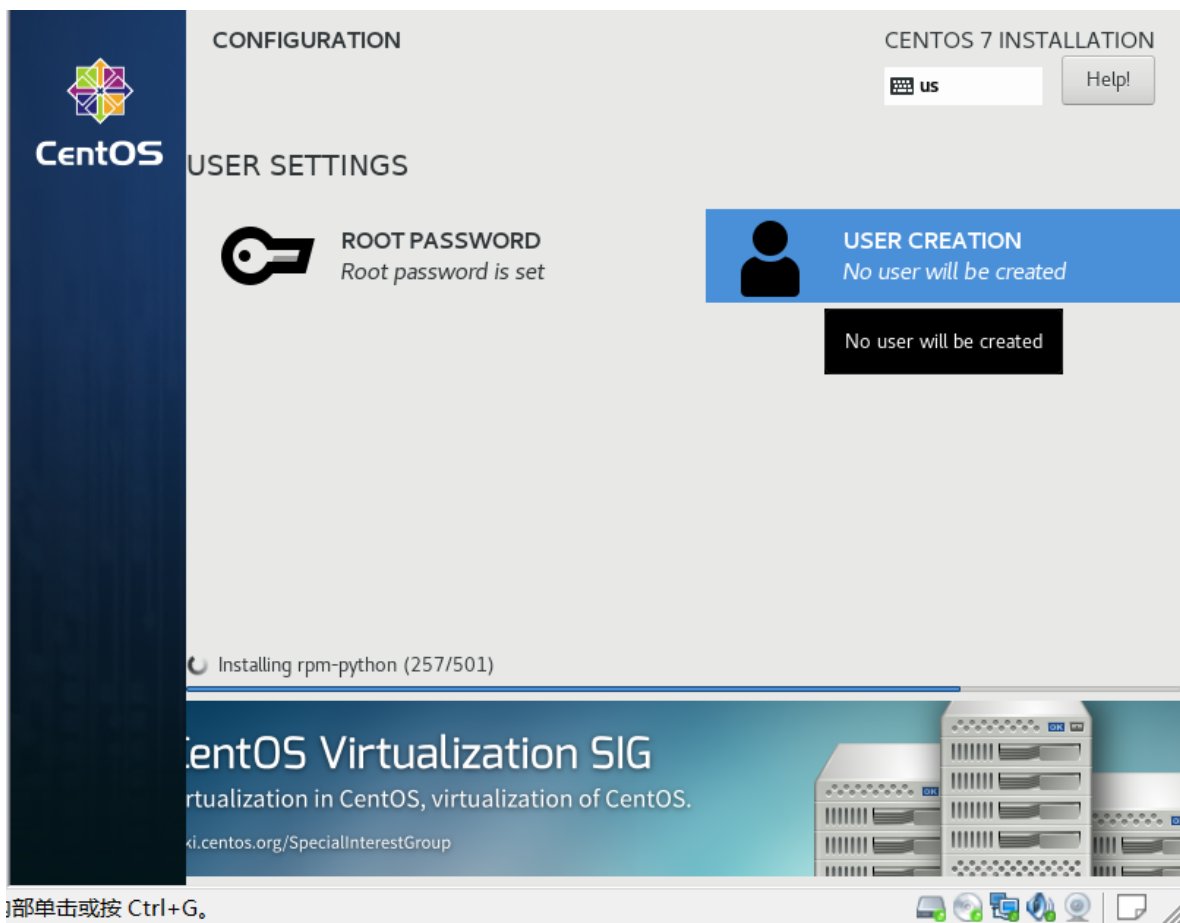 CONFIGURATION
CENTOS 7 INSTALLATION
us
Help!
CentOS
USER SETTINGS
ROOT PASSWORD
Root password is set
USER CREATION
No user will be created
No user will be created
Installing rpm-python (257/501)
entOS Virtualization SIG
rtualization in CentOS, virtualization of CentOS.
ki.centos.org/SpecialInterestGroup
OK
OK
部单击或按 Ctrl+G。